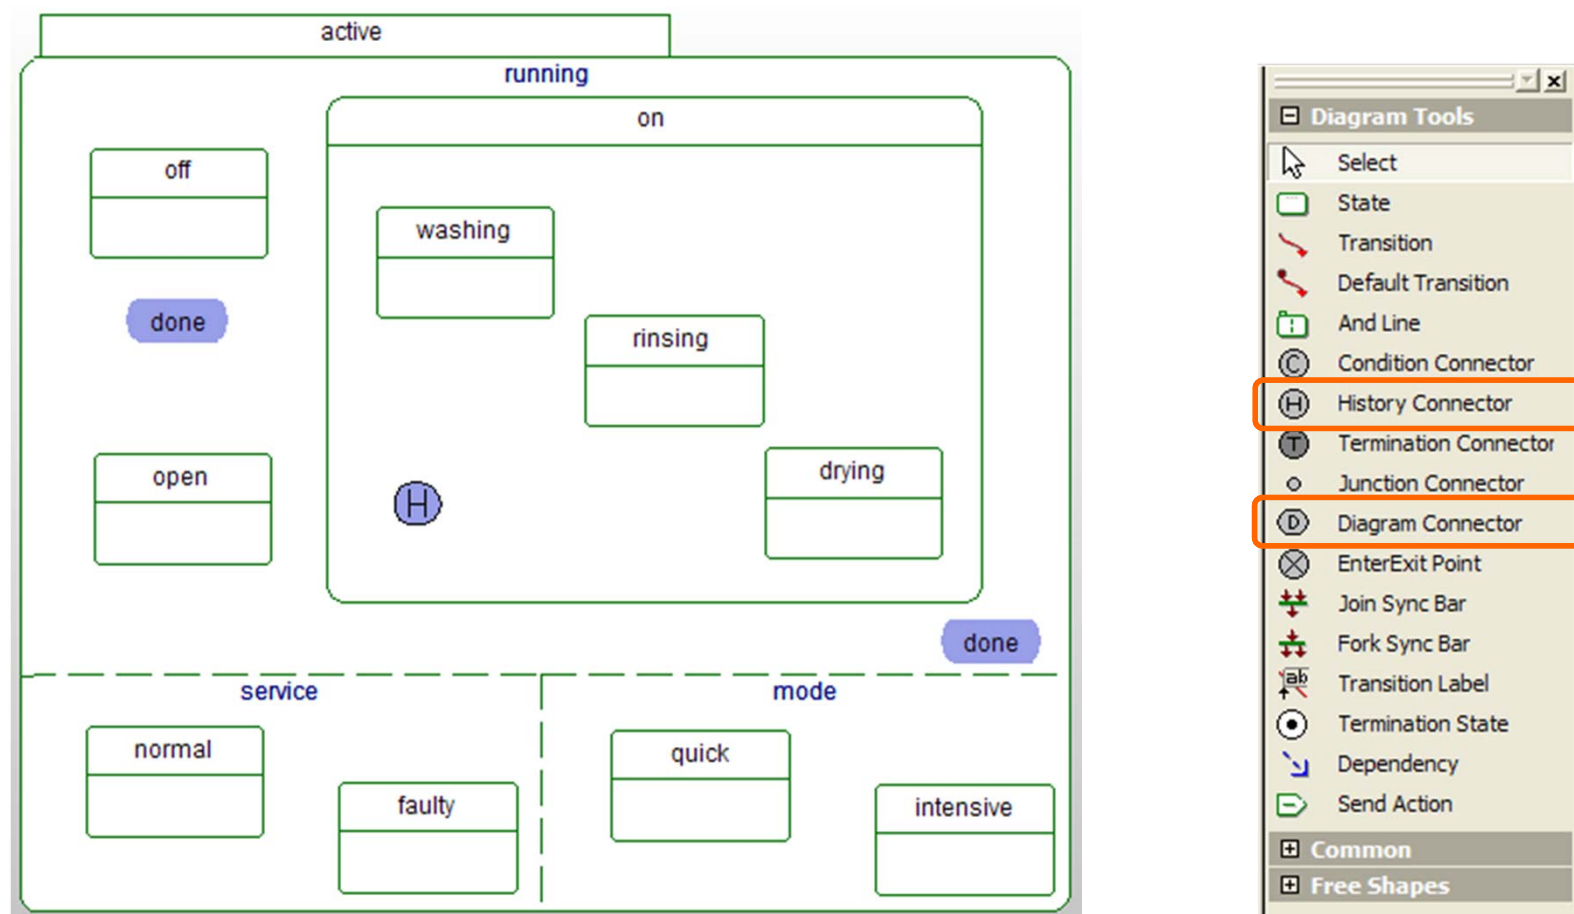 active
running
on
off
washing
done
rinsing
open
drying
H
done
service
mode
normal
quick
faulty
intensive
Diagram Tools
Select
State
Transition
Default Transition
And Line
C Condition Connector
H History Connector
T Termination Connector
Junction Connector
D Diagram Connector
EnterExit Point
Join Sync Bar
Fork Sync Bar
ab Transition Label
Termination State
Dependency
Send Action
Common
Free Shapes